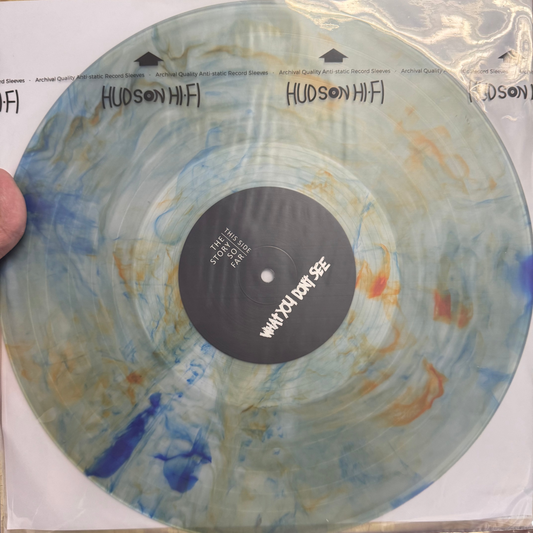 rd Sleeves - Archival Quality Anti-static Record Sleeves - Archival Quality Anti-static Record Sleeves - Archival Quality
HUDSON HI-FI HUDSON HI-FI HUDSON
THE
STORY
SO
FAR
THIS SIDE
WHAT YOU DON'T SEE